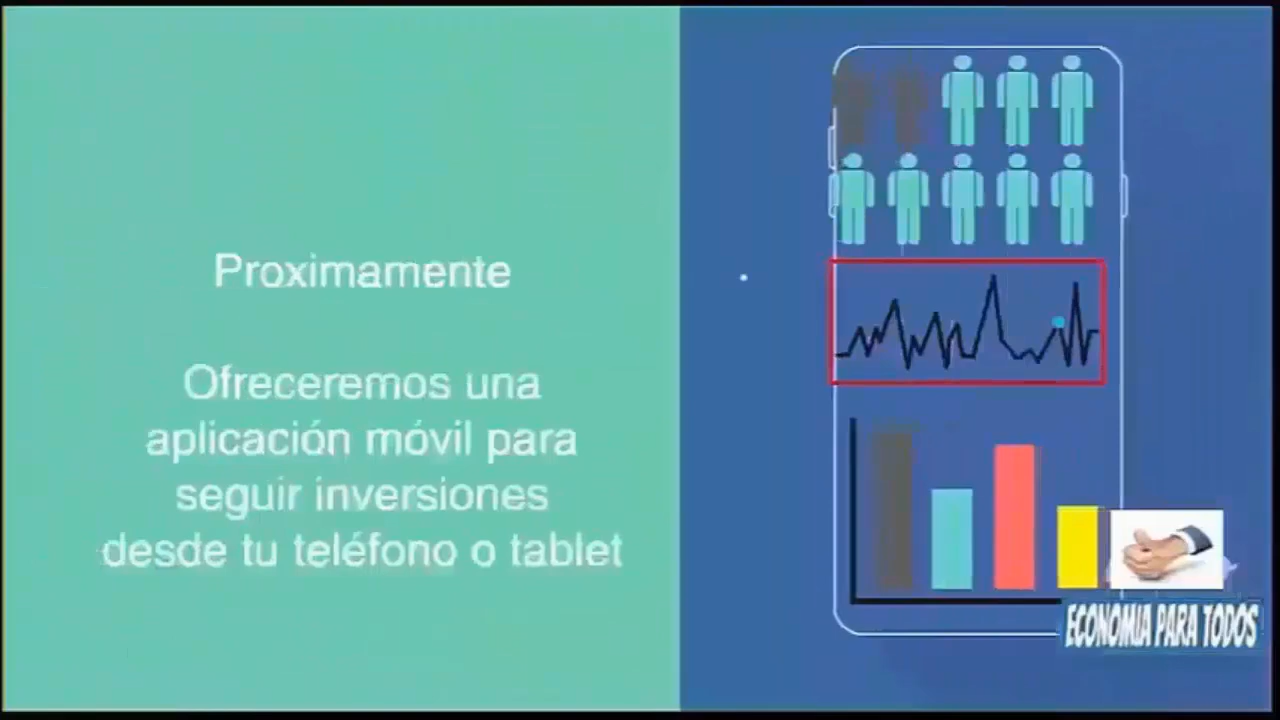 Proximamente
Ofreceremos una
aplicación móvil para
seguir inversiones
desde tu teléfono o tablet
ECONOMIA PARA TODOS